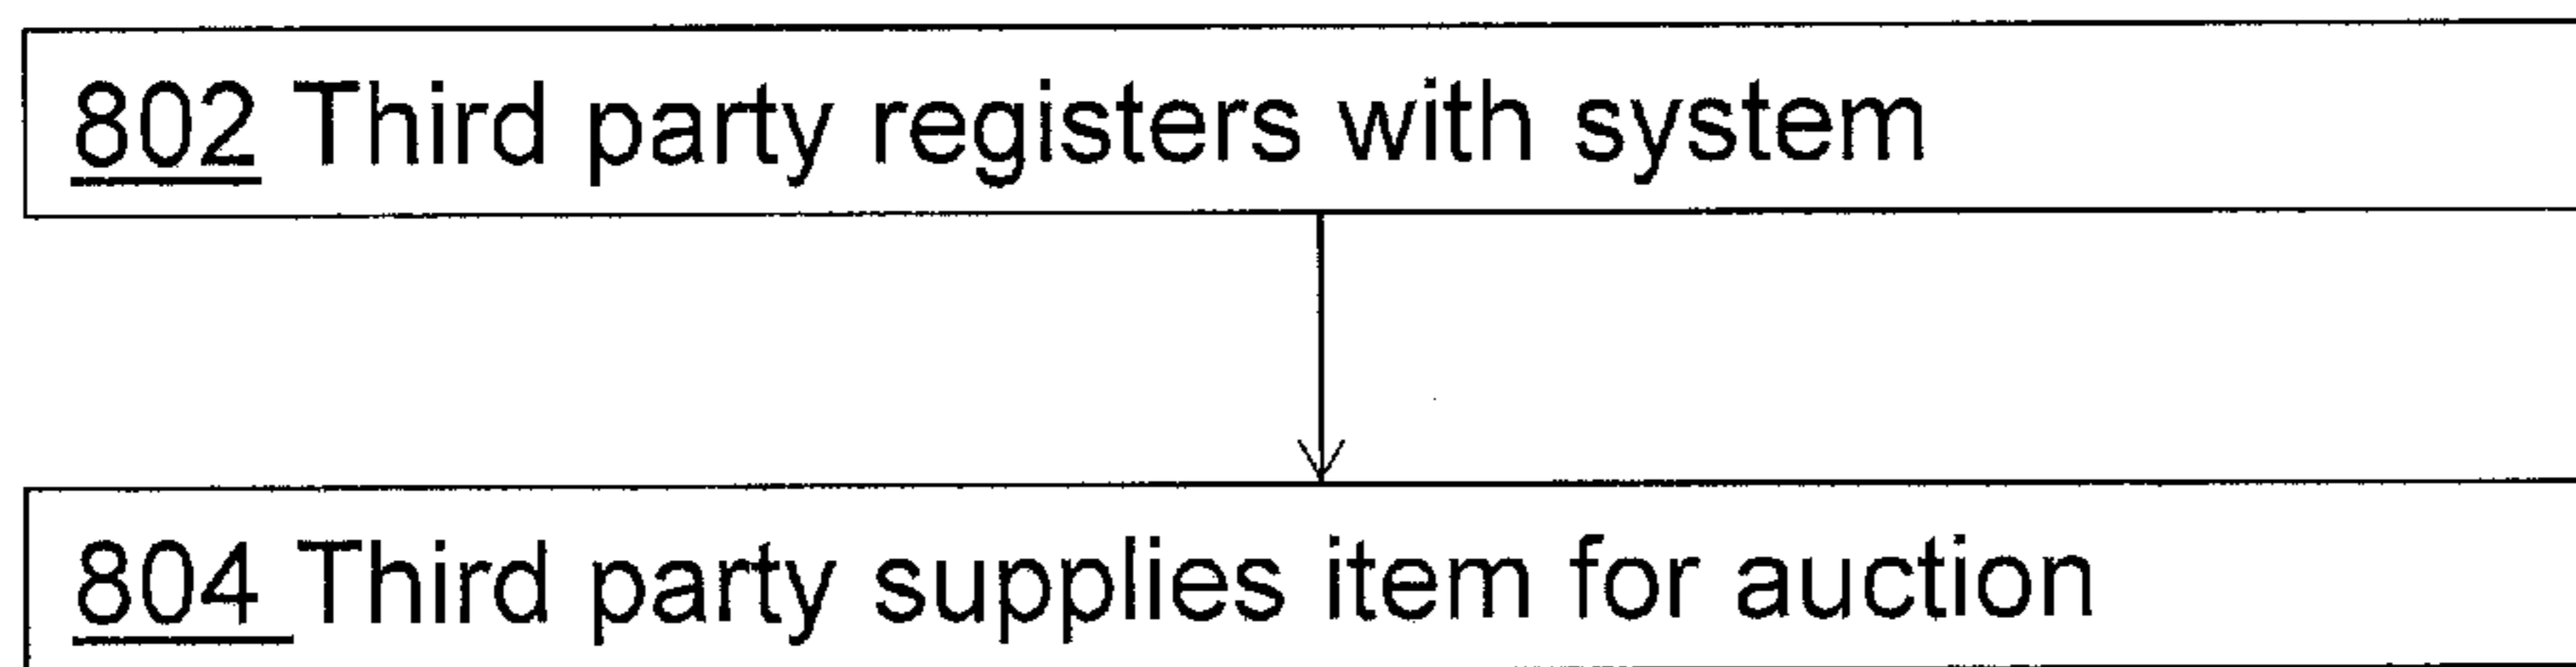 802 Third party registers with system
804 Third party supplies item for auction